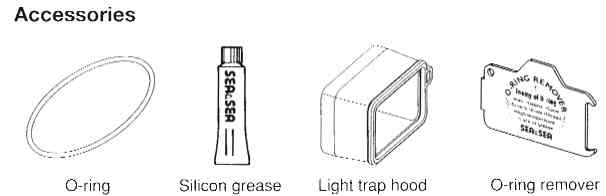 Accessories
SEA&SEA
O-RING REMOVER
SEA&SEA
O-ring
Silicon grease
Light trap hood
O-ring remover